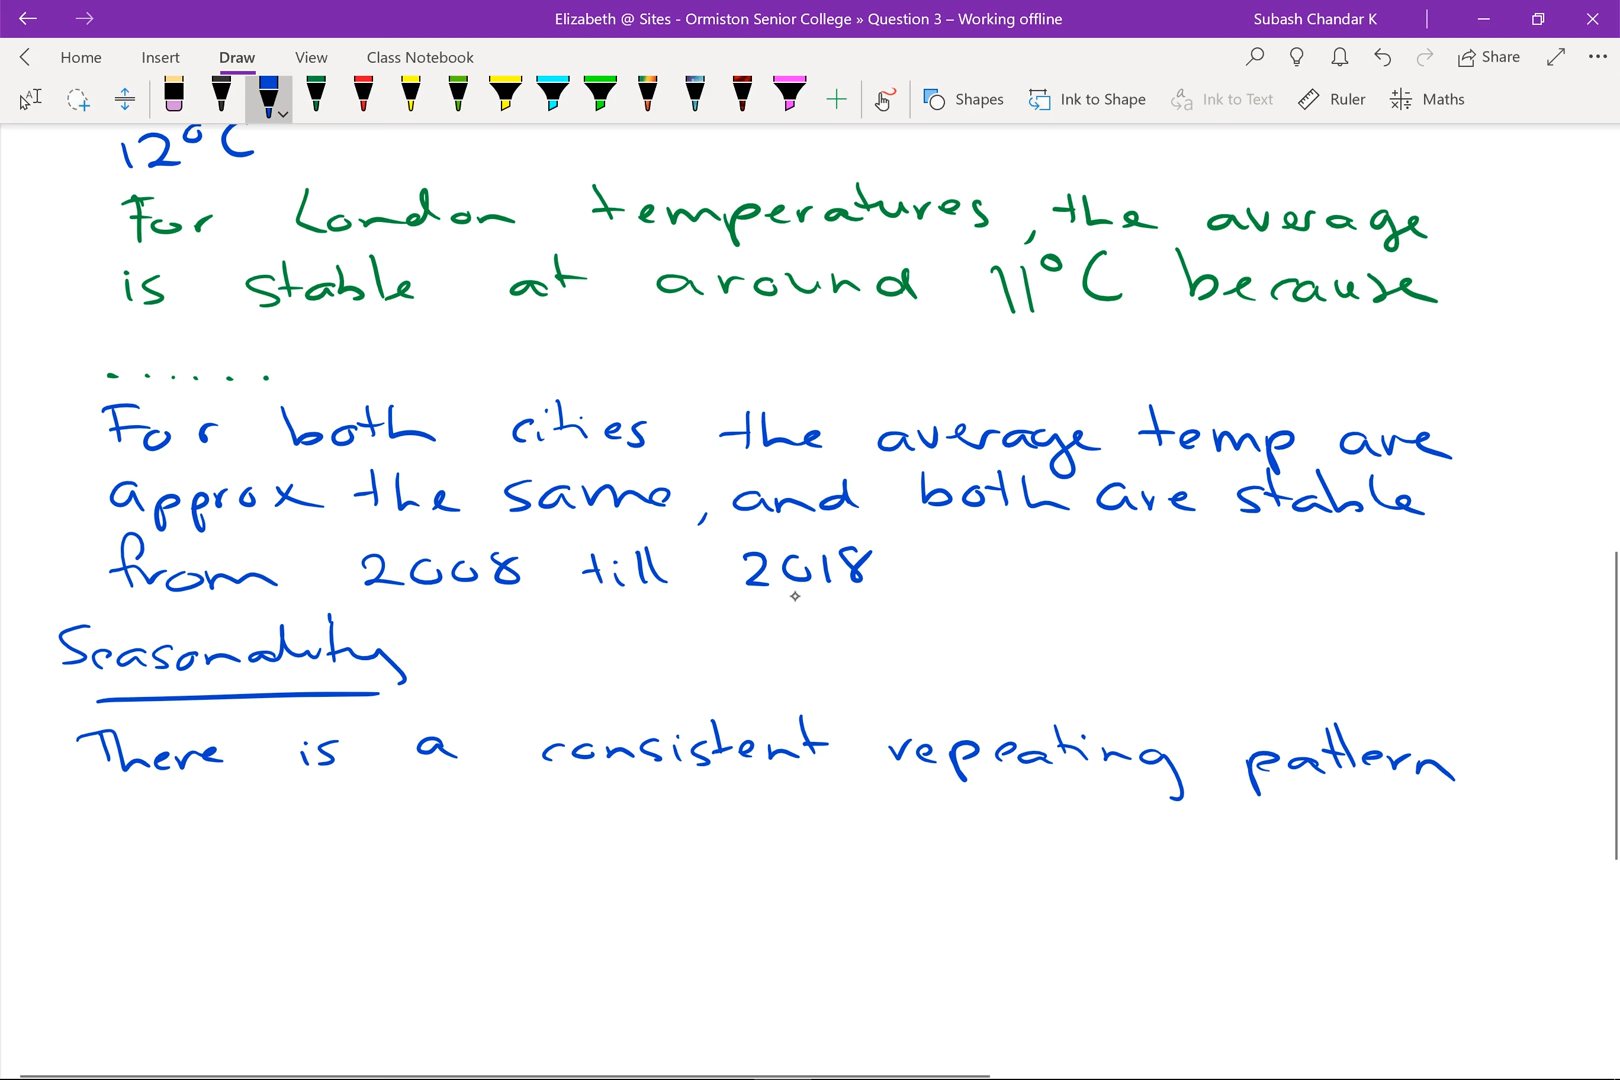 Elizabeth @ Sites - Ormiston Senior College » Question 3 – Working offline
Subash Chandar K
Home
Insert
Draw
View
Class Notebook
Share
Shapes
Ink to Shape
Ink to Text
Ruler
Maths
12°C
For London temperatures, the average
is stable at around 11°C because
......
For both cities the average temp are
approx the same, and both are stable
from 2008 till 2018
Seasonality
There is a consistent repeating pattern